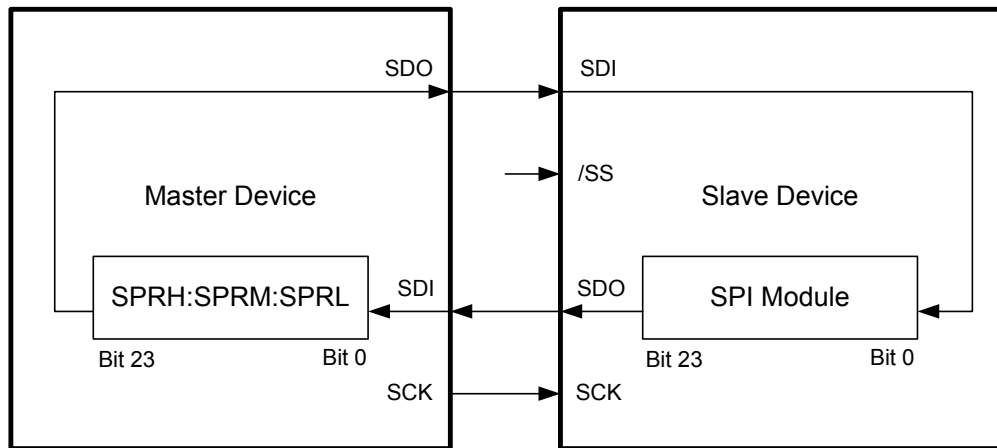 SDO SDI
/SS
Master Device Slave Device
SPRH:SPRM:SPRL SDI SDO SPI Module
Bit 23 Bit 0 Bit 23 Bit 0
SCK SCK